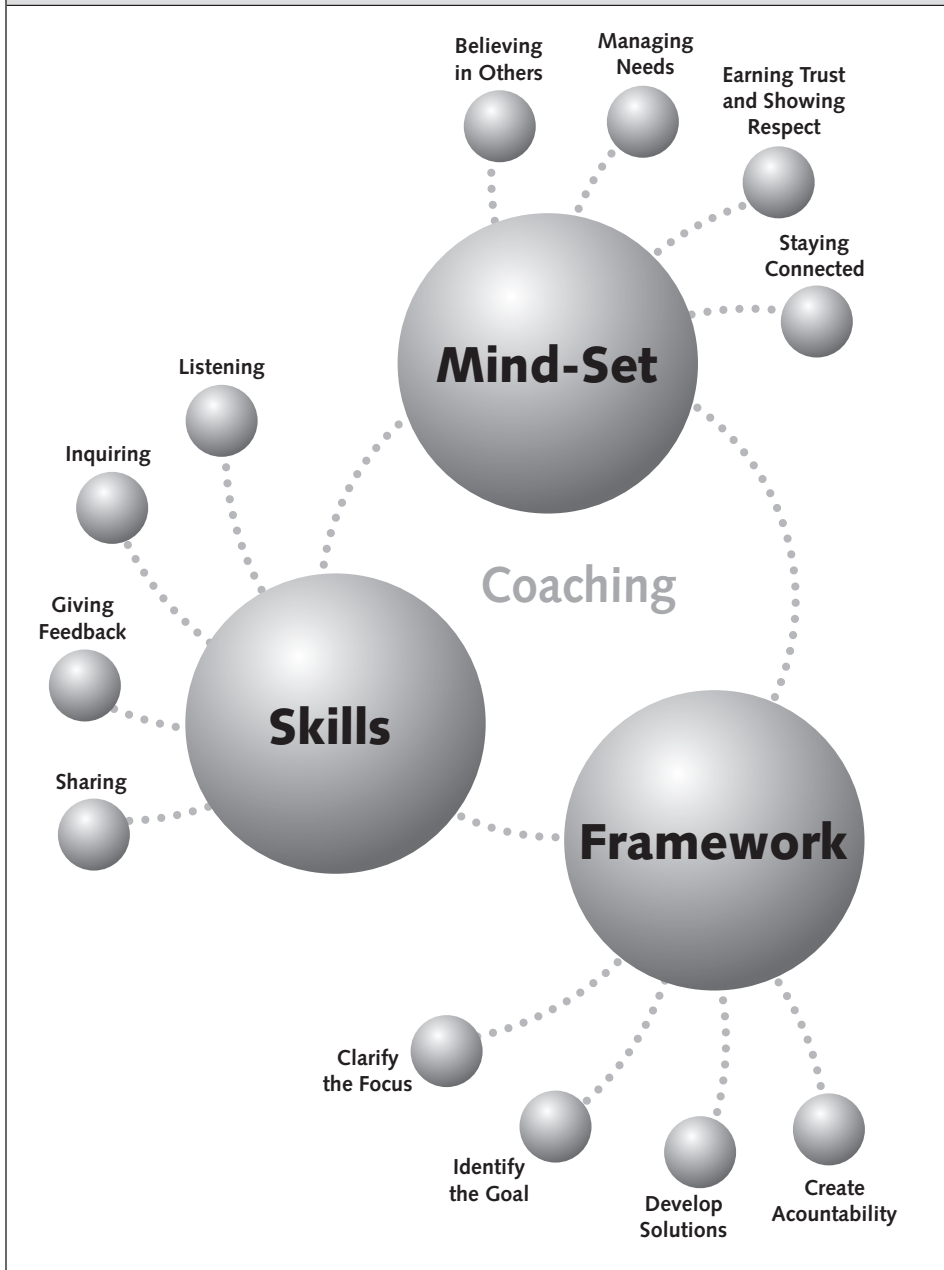 Believing
in Others
Managing
Needs
Earning Trust
and Showing
Respect
Staying
Connected
Mind-Set
Listening
Inquiring
Giving
Feedback
Sharing
Skills
Coaching
Framework
Clarify
the Focus
Identify
the Goal
Develop
Solutions
Create
Acountability